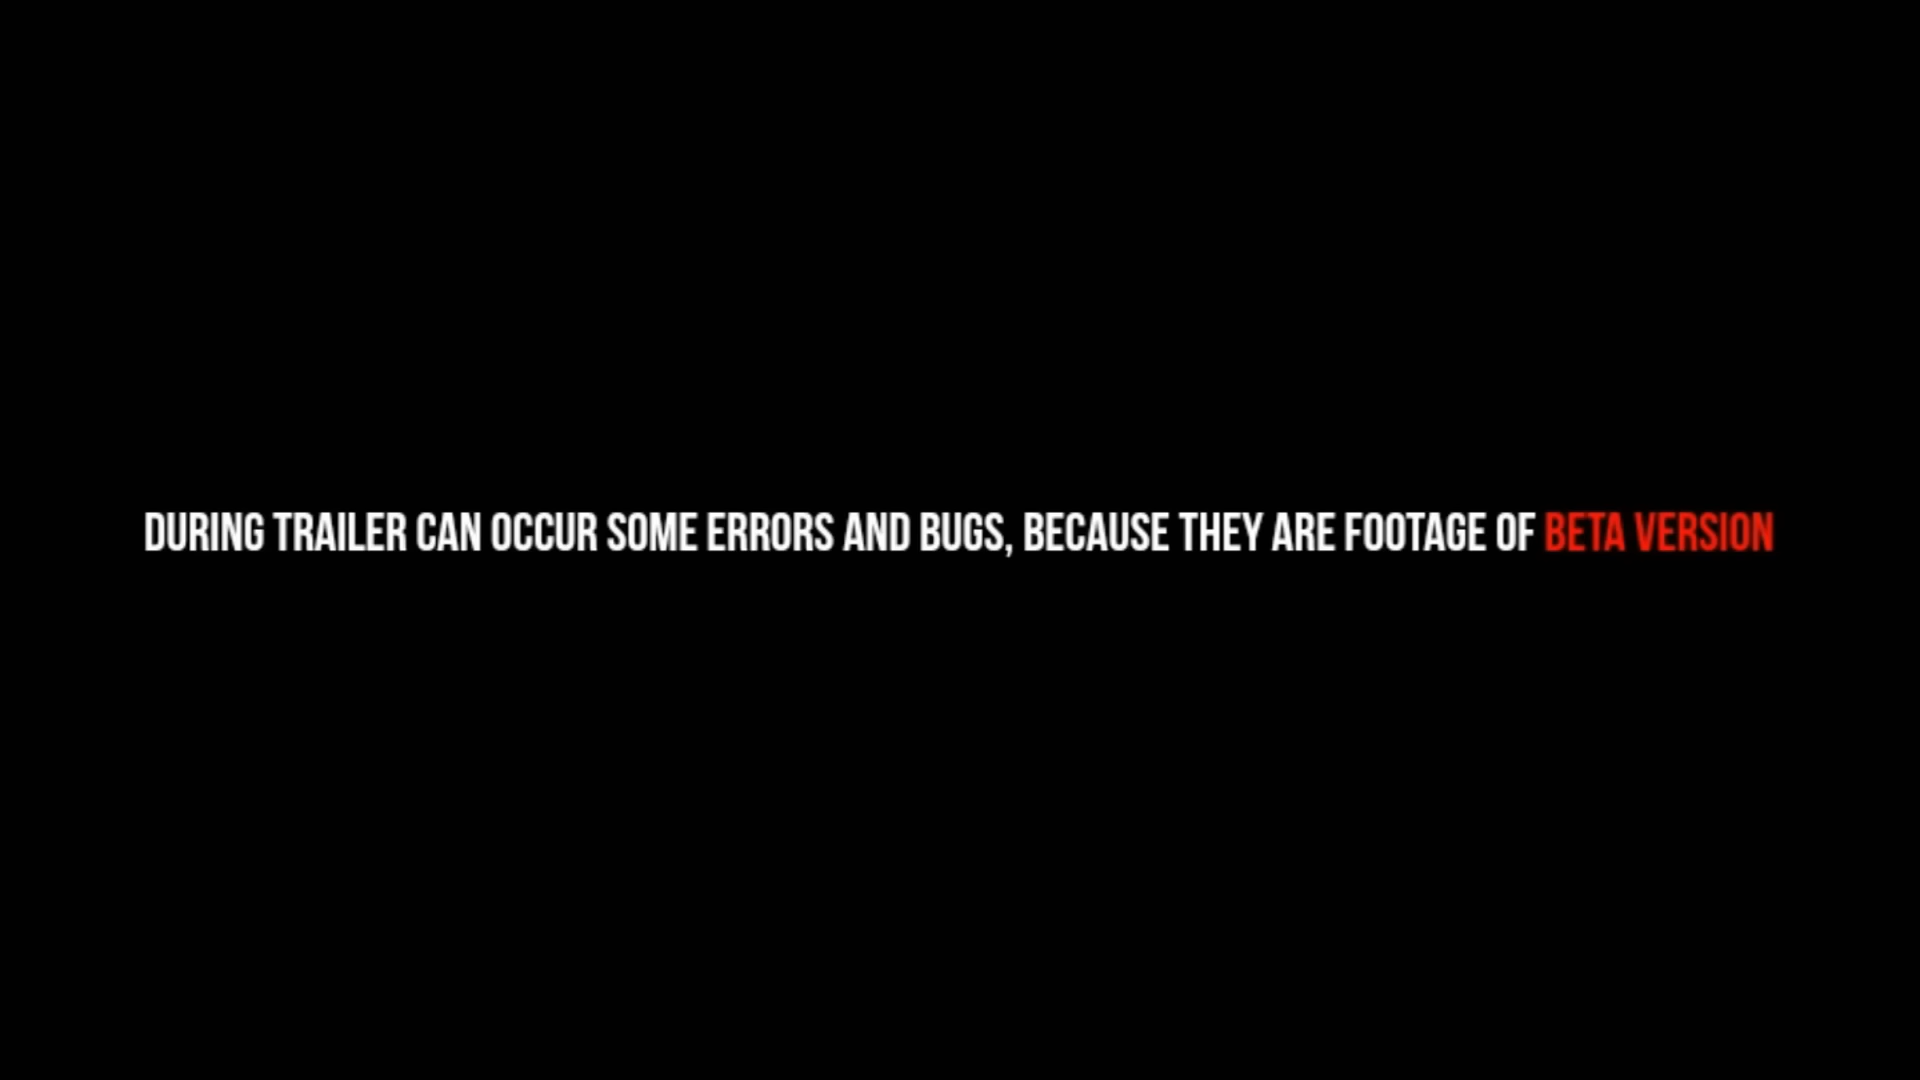 DURING TRAILER CAN OCCUR SOME ERRORS AND BUGS, BECAUSE THEY ARE FOOTAGE OF BETA VERSION